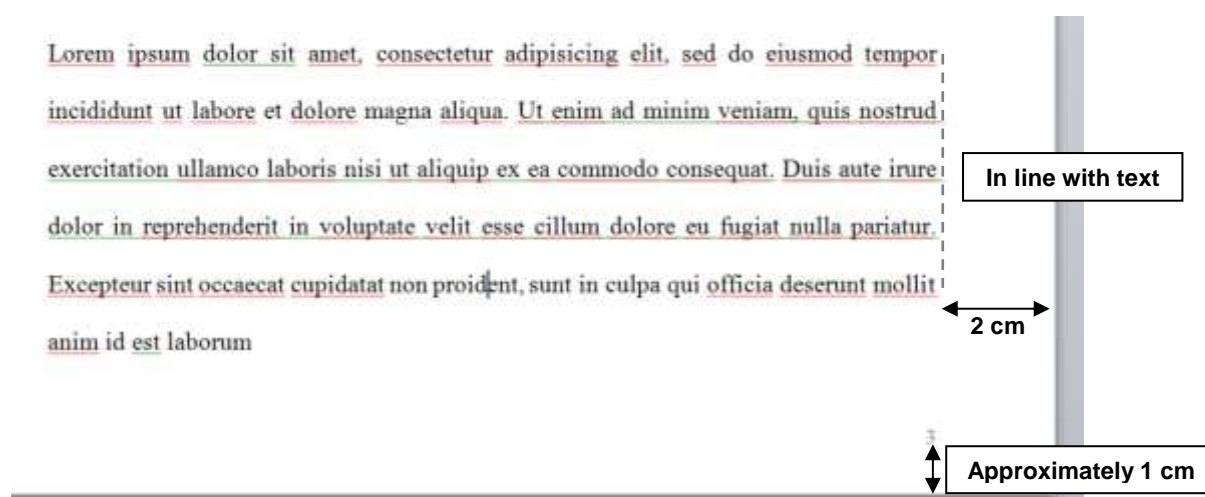 Lorem ipsum dolor sit amet, consectetur adipisicing elit, sed do eiusmod tempor
incididunt ut labore et dolore magna aliqua. Ut enim ad minim veniam, quis nostrud
exercitation ullamco laboris nisi ut aliquip ex ea commodo consequat. Duis aute irure
In line with text
dolor in reprehenderit in voluptate velit esse cillum dolore eu fugiat nulla pariatur.
Excepteur sint occaecat cupidatat non proident, sunt in culpa qui officia deserunt mollit
2 cm
anim id est laborum
Approximately 1 cm